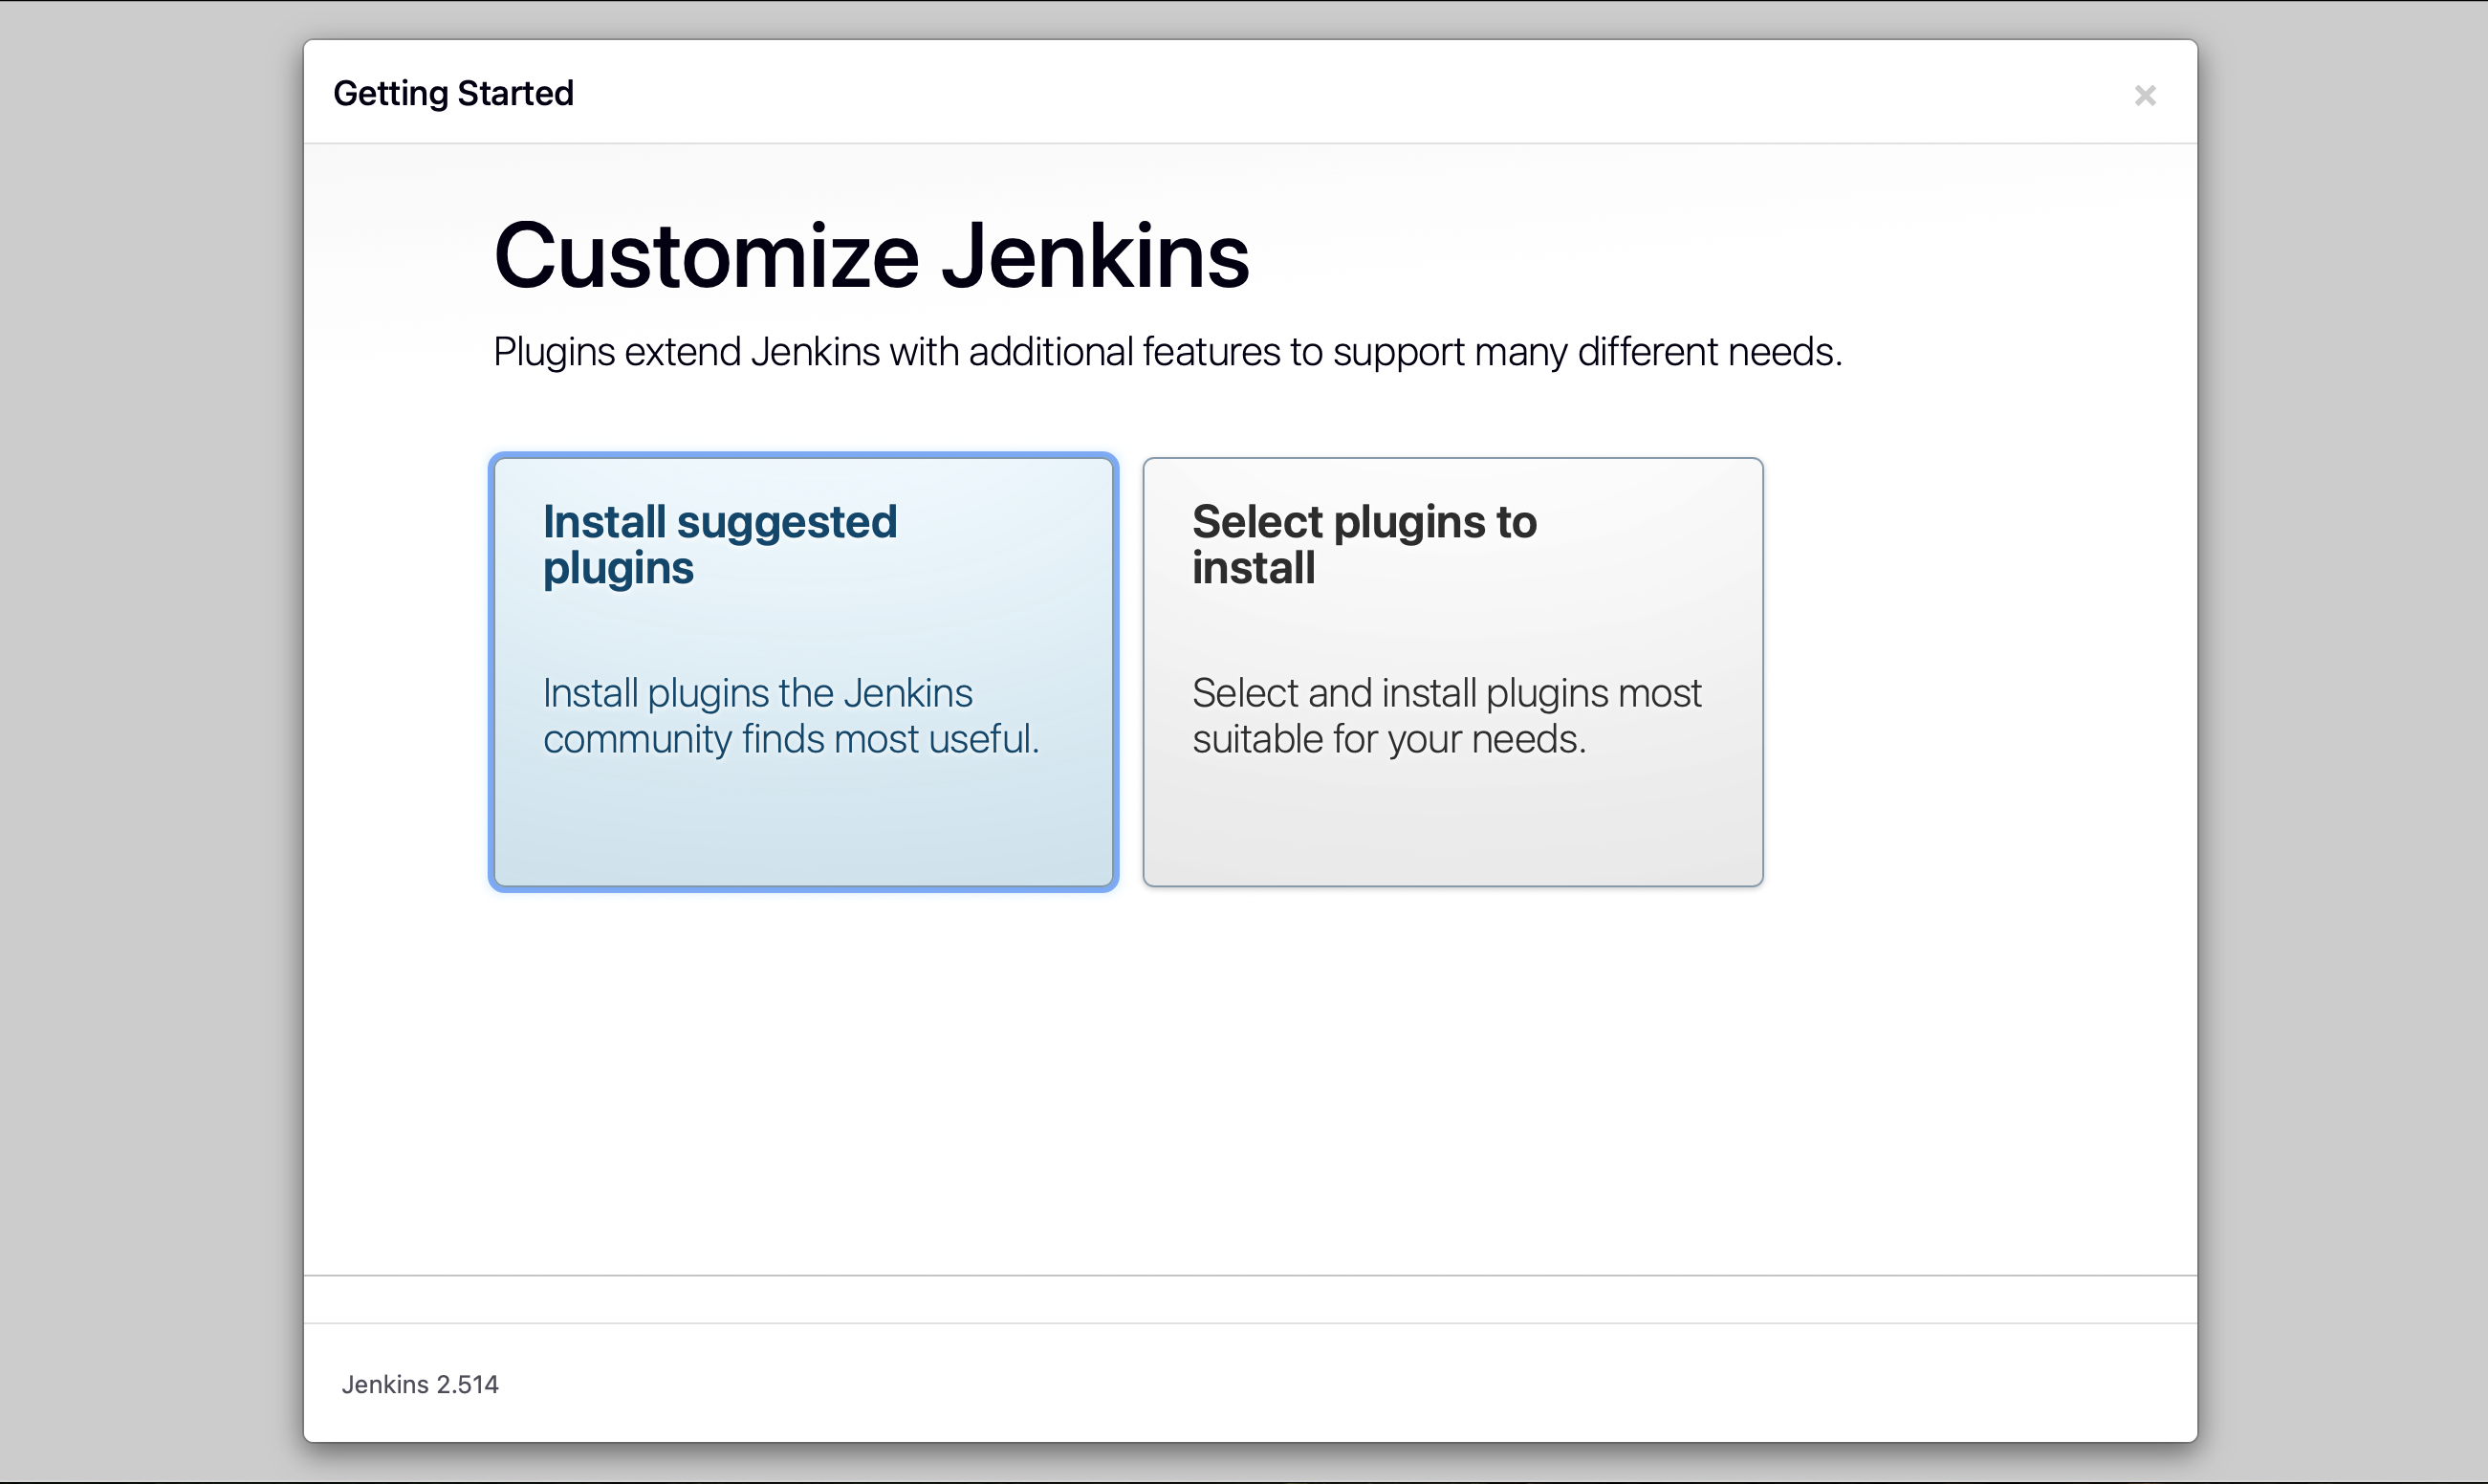 Getting Started
Customize Jenkins
Plugins extend Jenkins with additional features to support many different needs.
Install suggested
plugins
Install plugins the Jenkins
community finds most useful.
Select plugins to
install
Select and install plugins most
suitable for your needs.
Jenkins 2.514